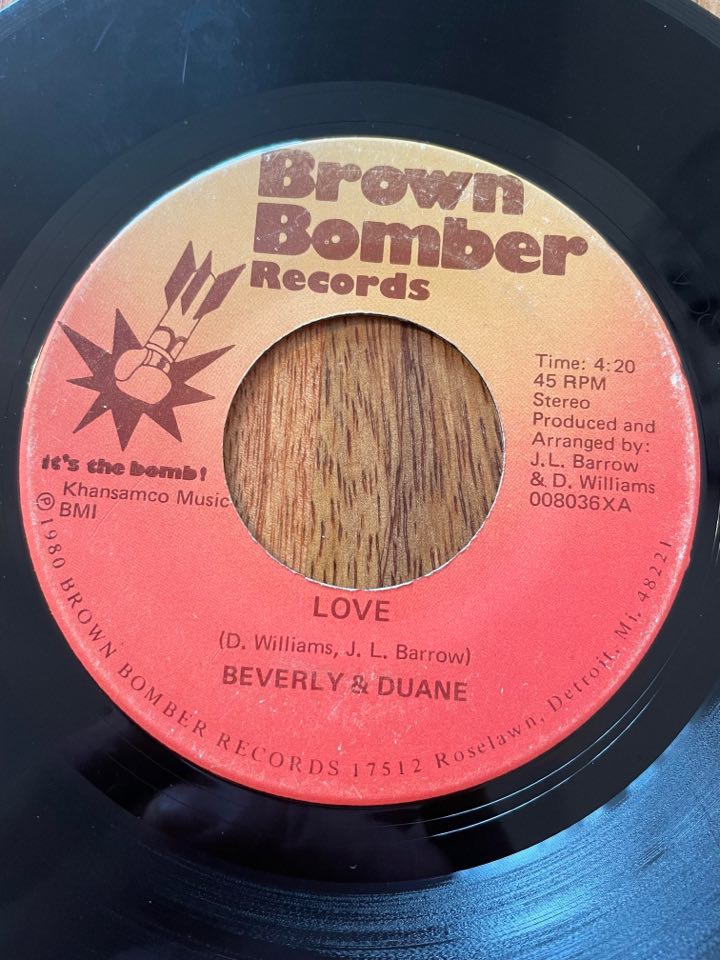 Brown
Bomber
Records
it's the bomb!
Khansamco Music
BMI
Time: 4:20
45 RPM
Stereo
Produced and
Arranged by:
J.L. Barrow
& D. Williams
008036XA
LOVE
(D. Williams, J. L. Barrow)
BEVERLY & DUANE
℗1980 BROWN BOMBER RECORDS 17512 Roselawn, Detroit, Mi. 48221